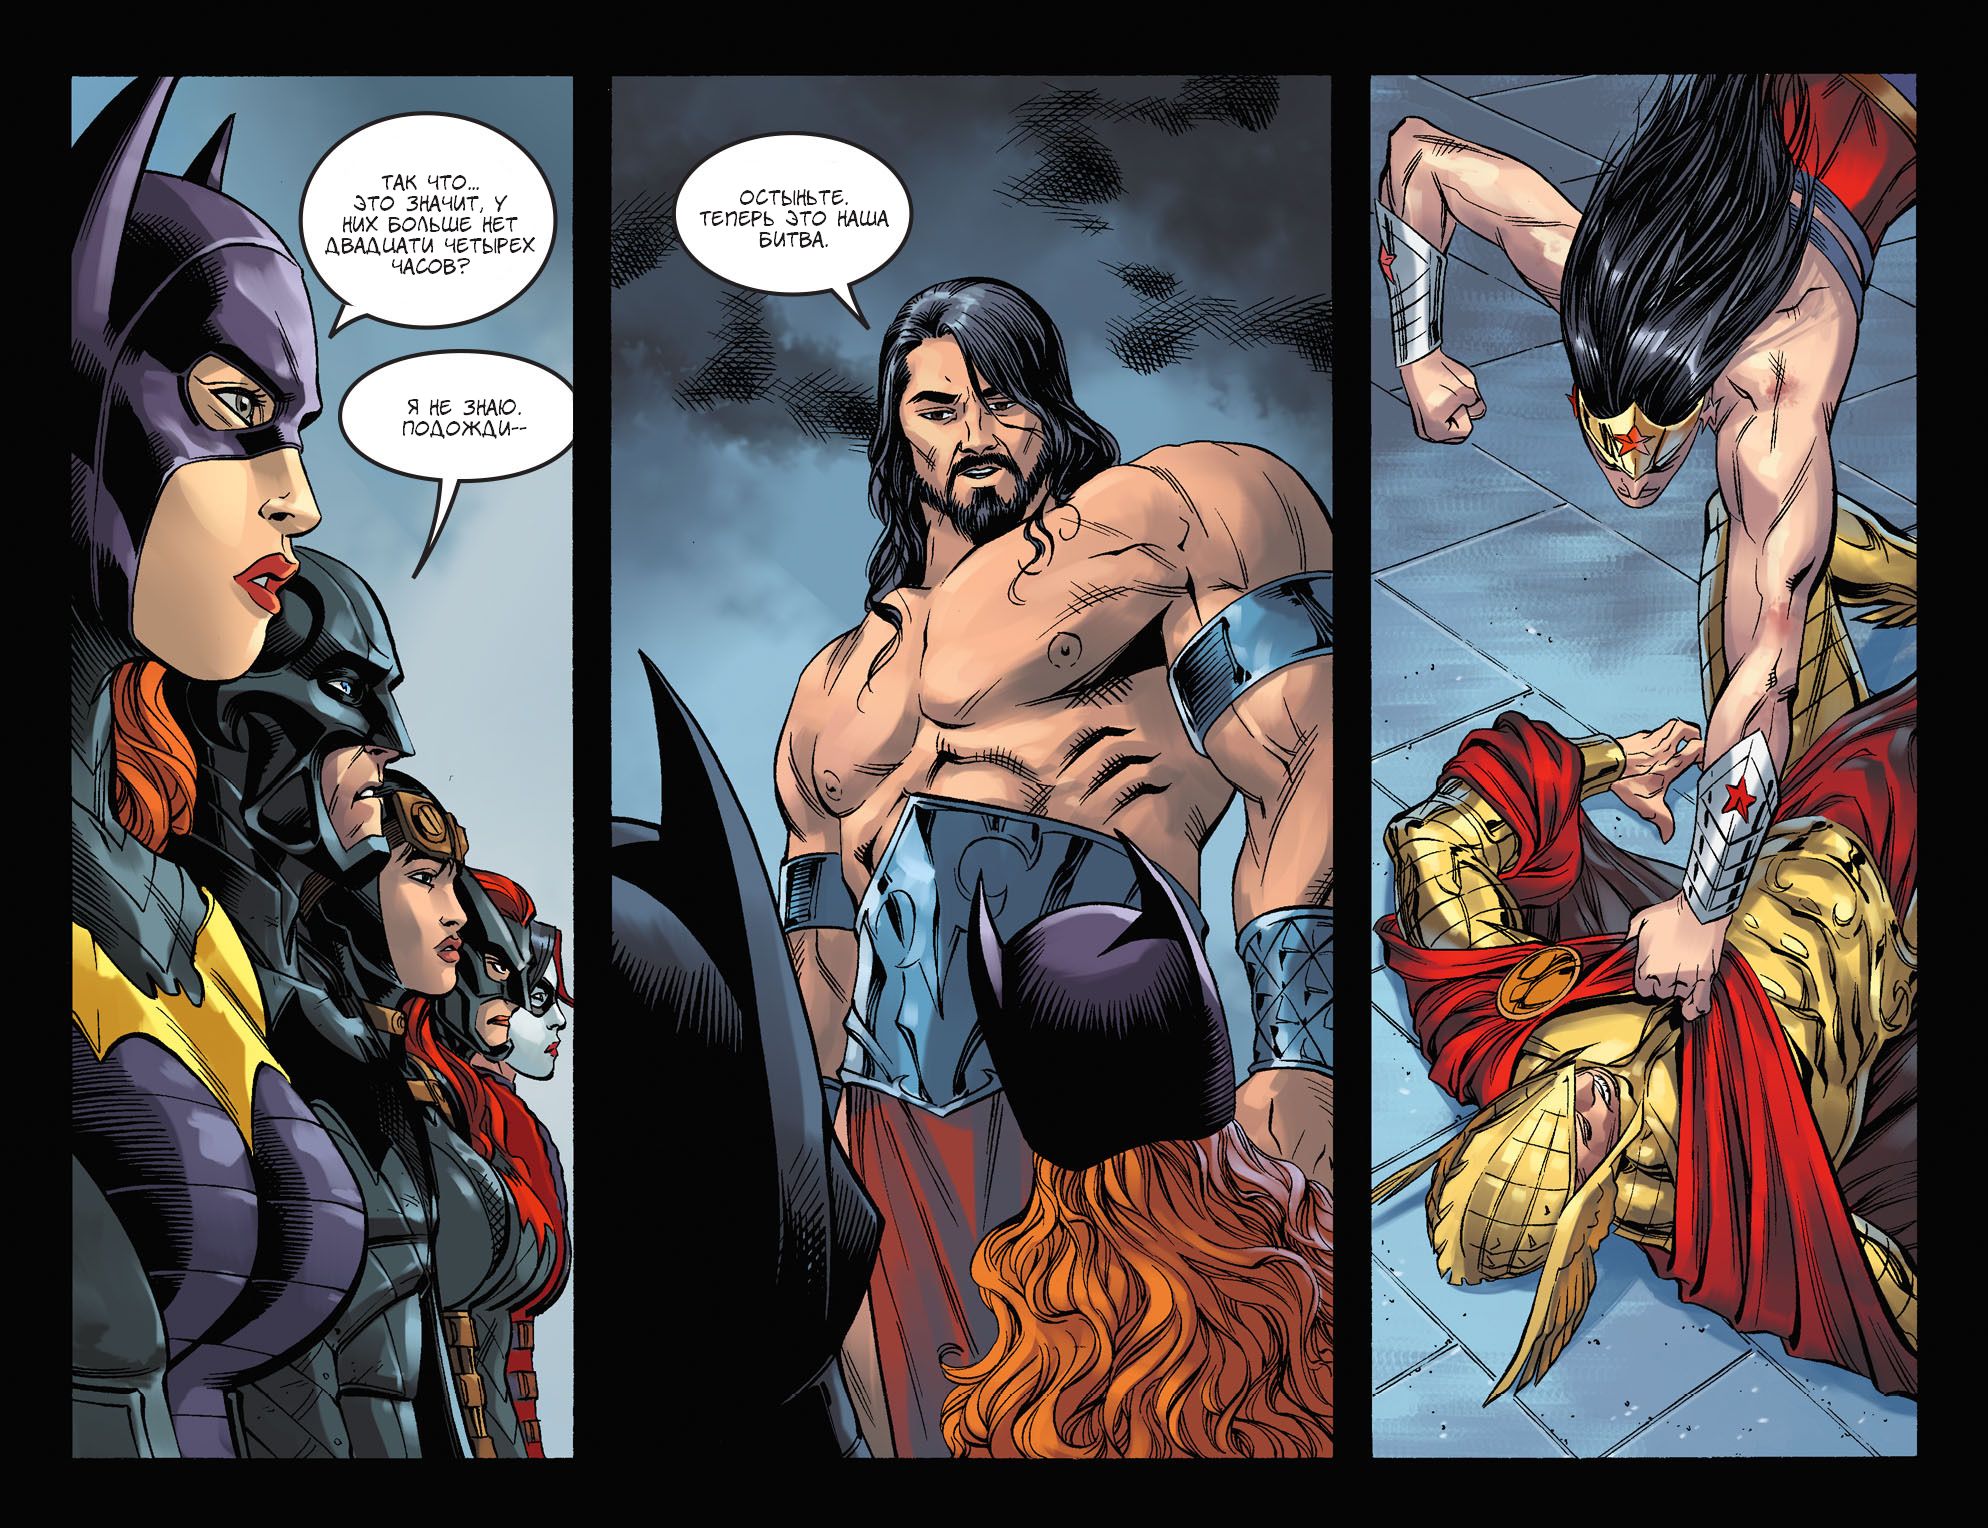 ТАК ЧТО...
ЭТО ЗНАЧИТ, У
НИХ БОЛЬШЕ НЕТ
ДВАДЦАТИ ЧЕТЫРЕХ
ЧАСОВ?
Я НЕ ЗНАЮ.
ПОДОЖДИ--
ОСТЫНЬТЕ.
ТЕПЕРЬ ЭТО НАША
БИТВА.